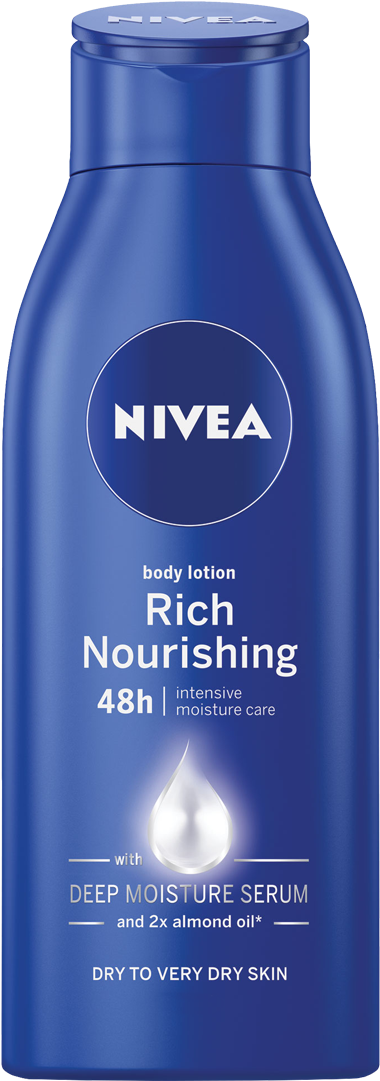 NIVEA
NIVEA
body lotion
Rich
Nourishing
48h | intensive
moisture care
with
DEEP MOISTURE SERUM
and 2x almond oil*
DRY TO VERY DRY SKIN